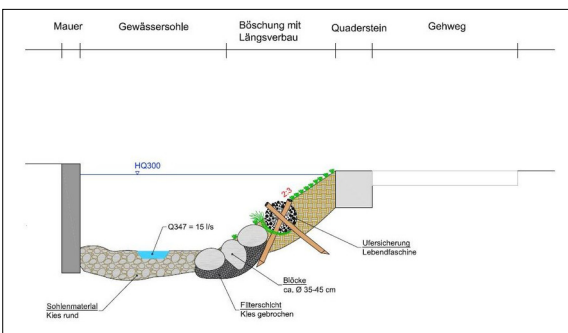 Mauer
Gewässersohle
Böschung mit
Längsverbau
Quaderstein
Gehweg
HQ300
2:3
Q347 = 15 l/s
Ufersicherung
Lebendfaschine
Blöcke
ca. Ø 35-45 cm
Sohlenmaterial
Kies rund
Filterschicht
Kies gebrochen